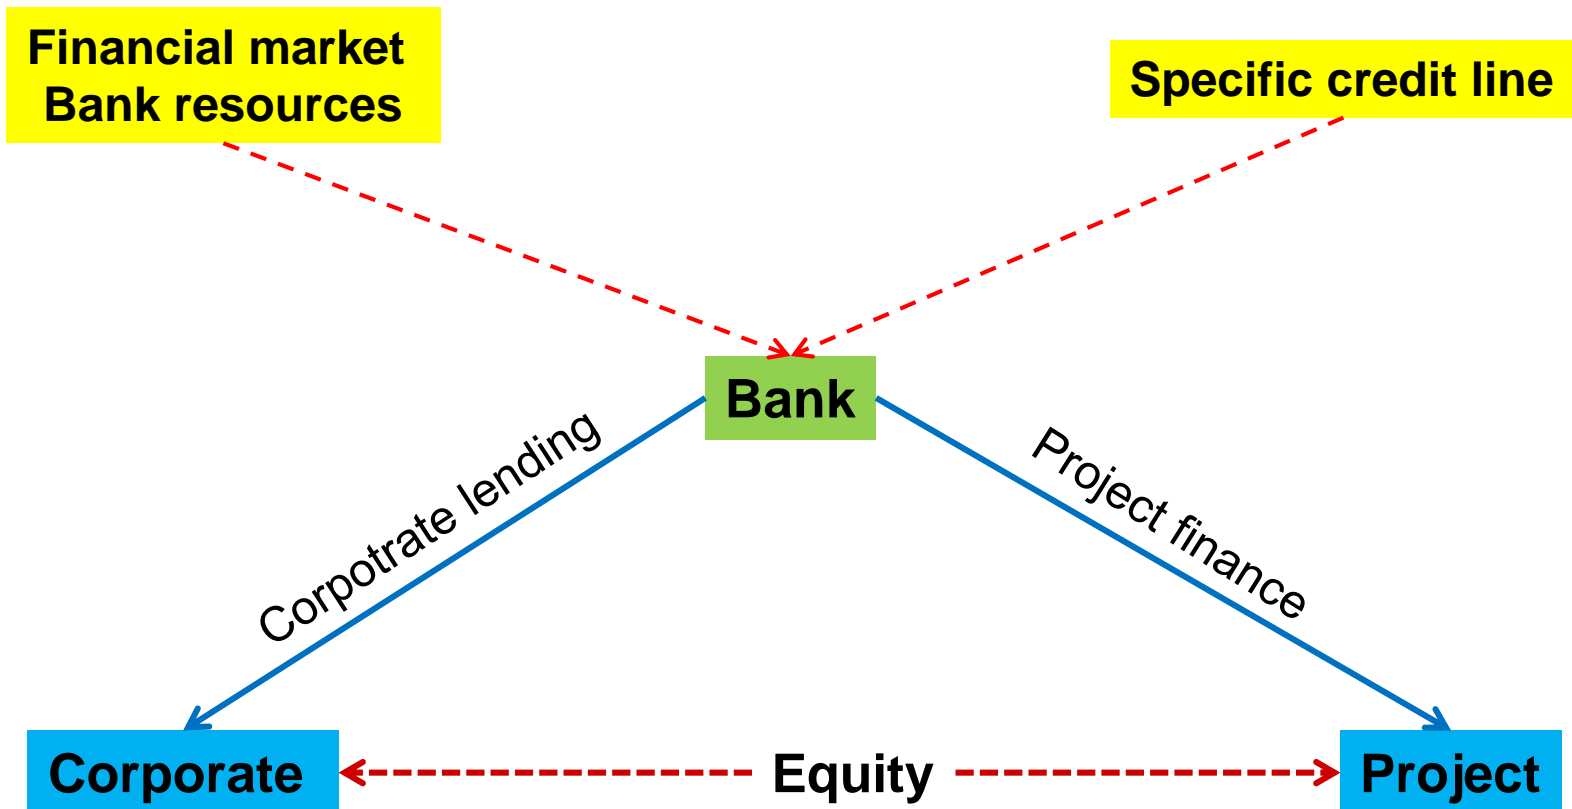 Financial market
Bank resources
Specific credit line
Bank
Corpotrate lending
Project finance
Corporate
Equity
Project